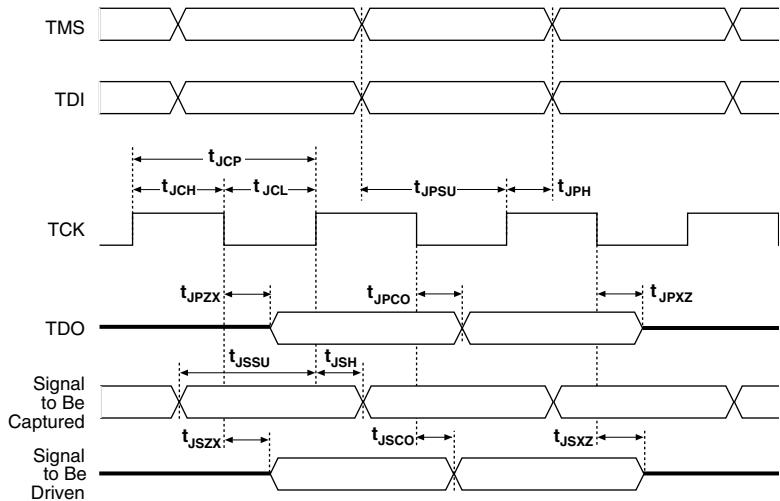 TMS
TDI
tJCP
tJCH
tJCL
tJPSU
tJPH
TCK
tJPZX
tJPCO
tJPXZ
TDO
tJSSU
tJSH
Signal
to Be
Captured
tJSZX
tJSCO
tJSXZ
Signal
to Be
Driven